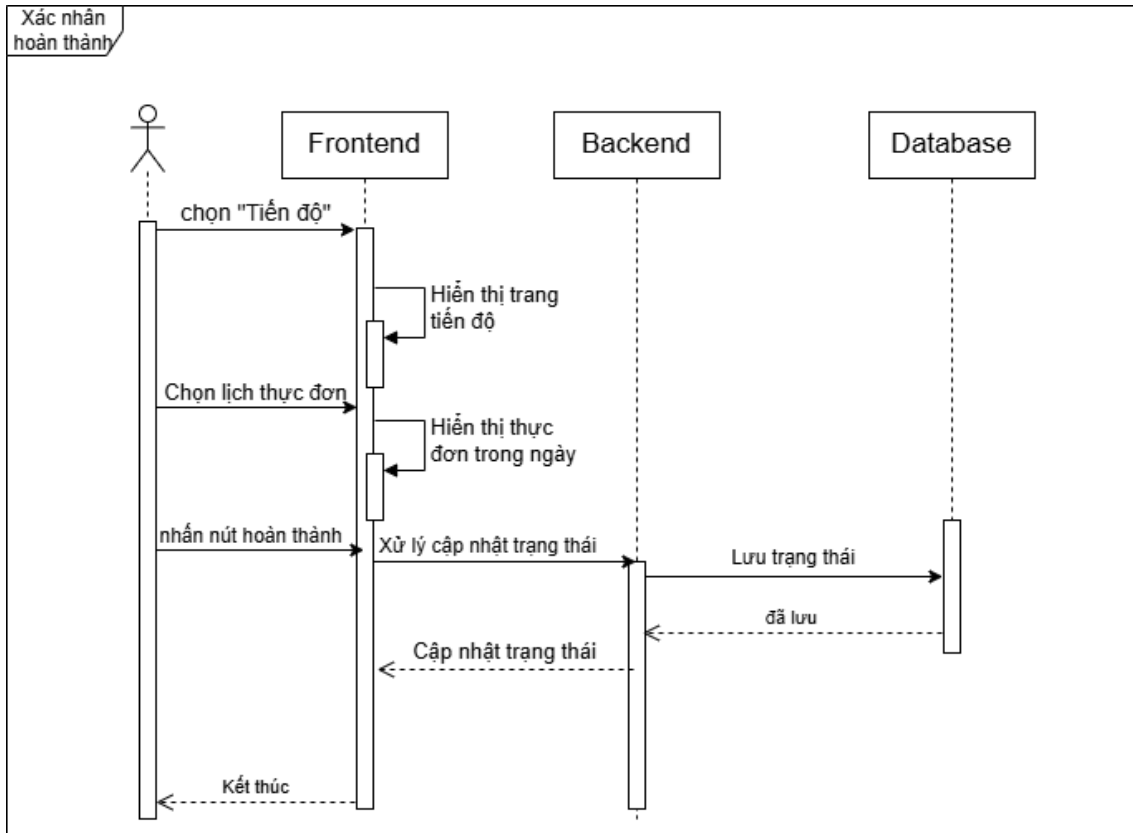 Xác nhân
hoàn thành
Frontend
Backend
Database
chọn "Tiến độ"
Hiển thị trang
tiến độ
Chọn lịch thực đơn
Hiển thị thực
đơn trong ngày
nhấn nút hoàn thành
Xử lý cập nhật trạng thái
Lưu trạng thái
đã lưu
Cập nhật trạng thái
Kết thúc